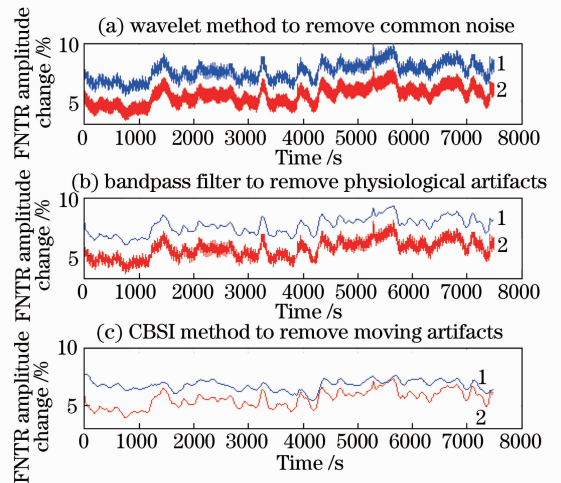 (a) wavelet method to remove common noise
FNTR amplitude
change /%
10
5
1
2
0 1000 2000 3000 4000 5000 6000 7000 8000
Time /s
(b) bandpass filter to remove physiological artifacts
FNTR amplitude
change /%
10
5
1
2
0 1000 2000 3000 4000 5000 6000 7000 8000
Time /s
(c) CBSI method to remove moving artifacts
FNTR amplitude
change /%
10
5
1
2
0 1000 2000 3000 4000 5000 6000 7000 8000
Time /s